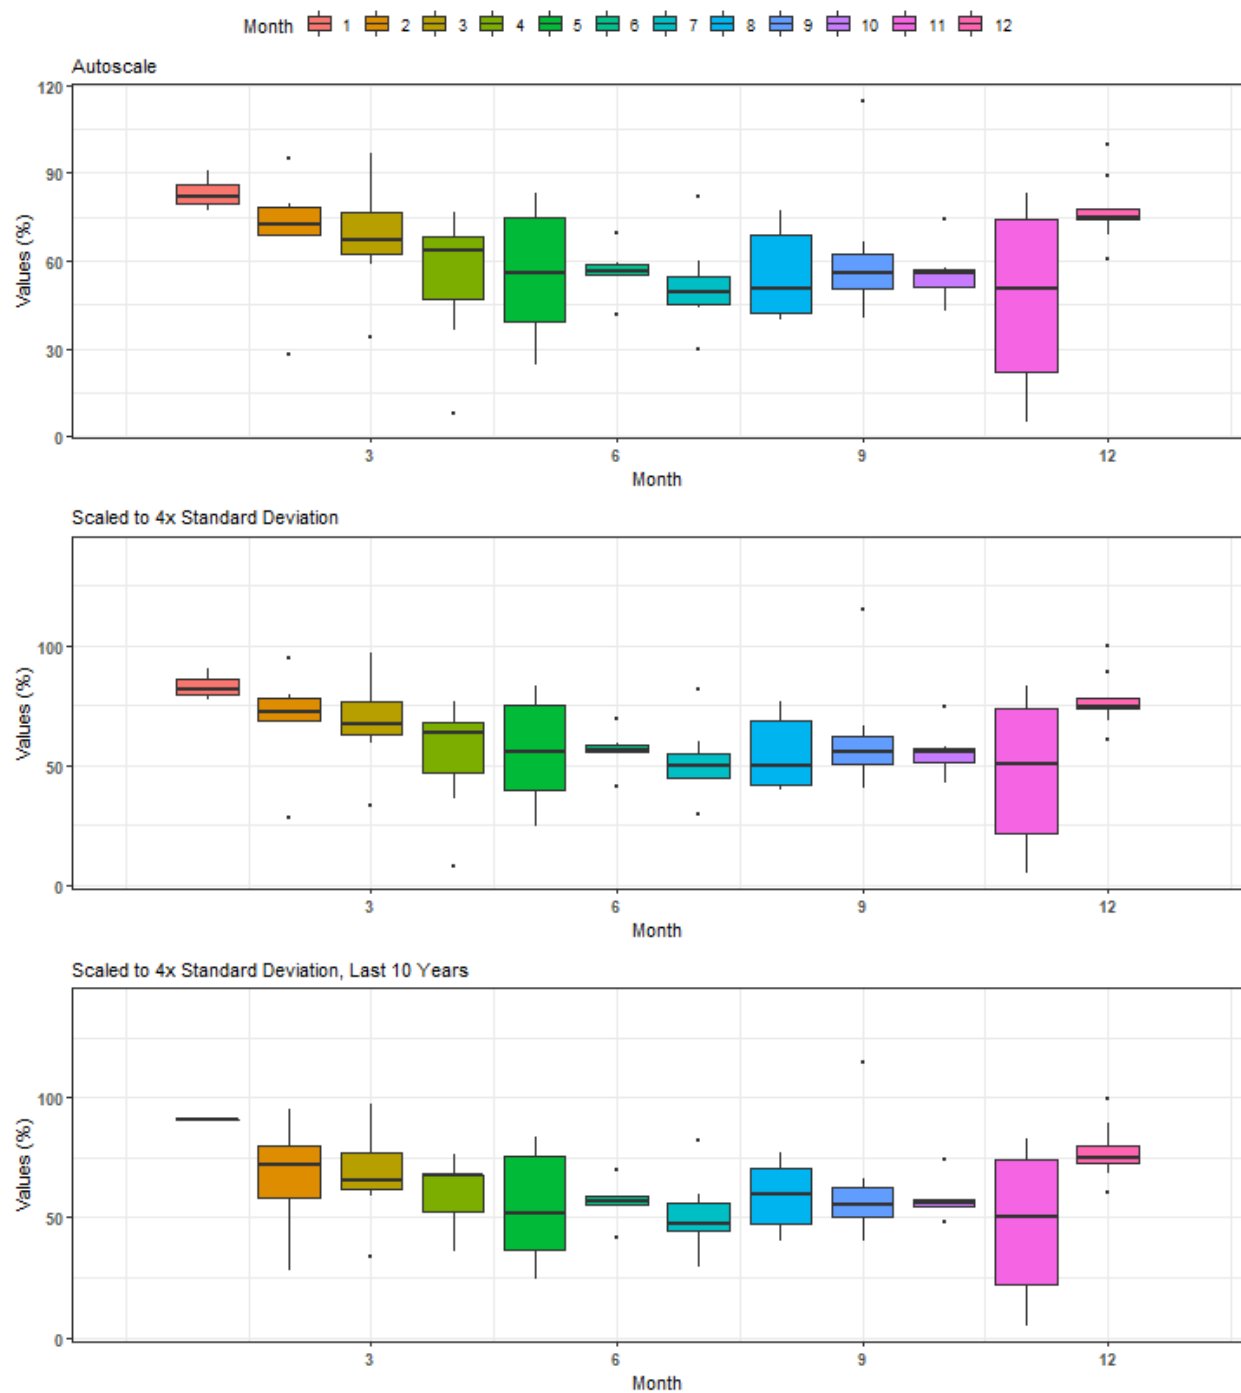 Month 1 2 3 4 5 6 7 8 9 10 11 12
Autoscale
120
90
60
30
0
Values (%)
3 6 9 12
Month
Scaled to 4x Standard Deviation
100
50
0
Values (%)
3 6 9 12
Month
Scaled to 4x Standard Deviation, Last 10 Years
100
50
0
Values (%)
3 6 9 12
Month